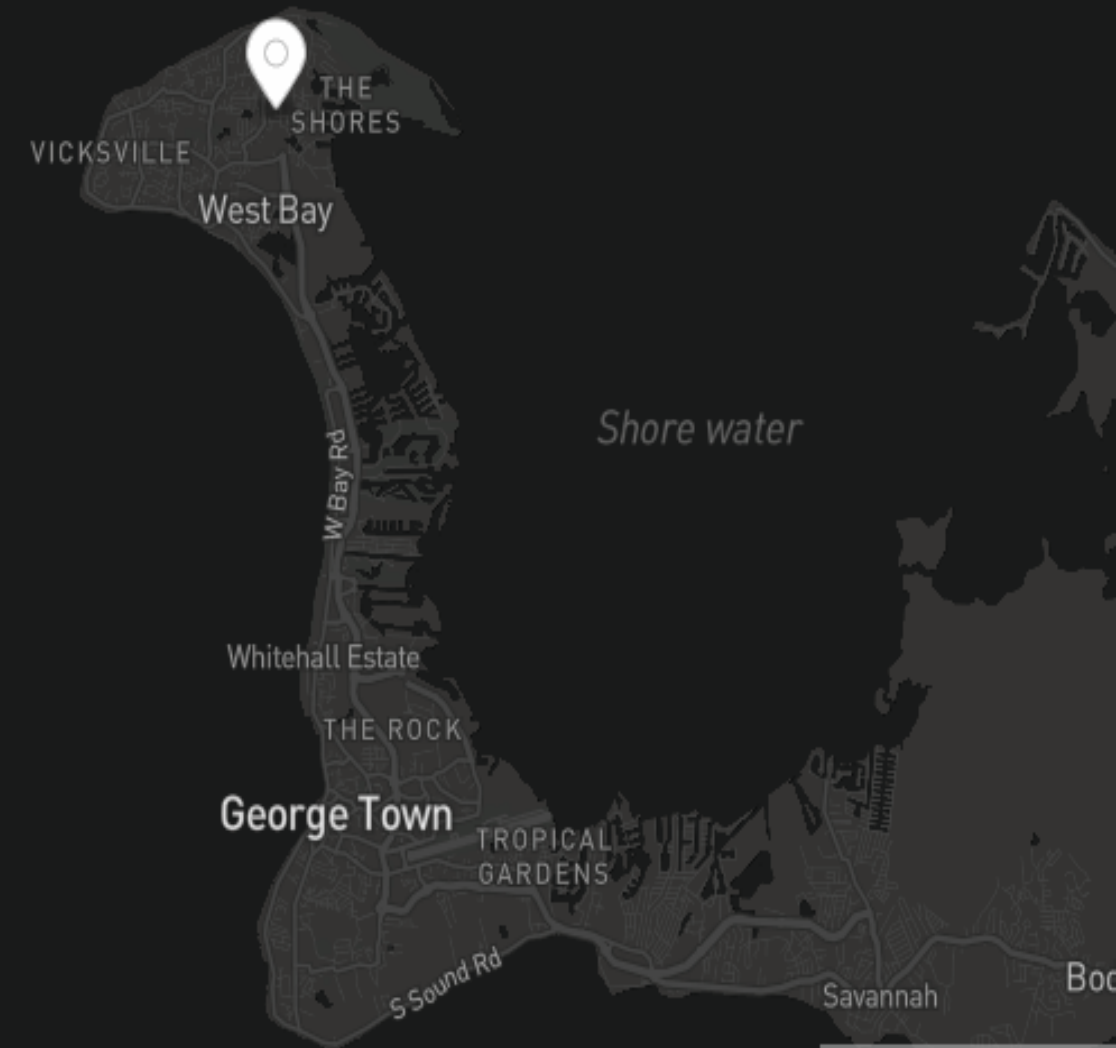 THE
SHORES
VICKSVILLE
West Bay
Shore water
W Bay Rd
Whitehall Estate
THE ROCK
George Town
TROPICAL
GARDENS
S Sound Rd
Savannah
Boc